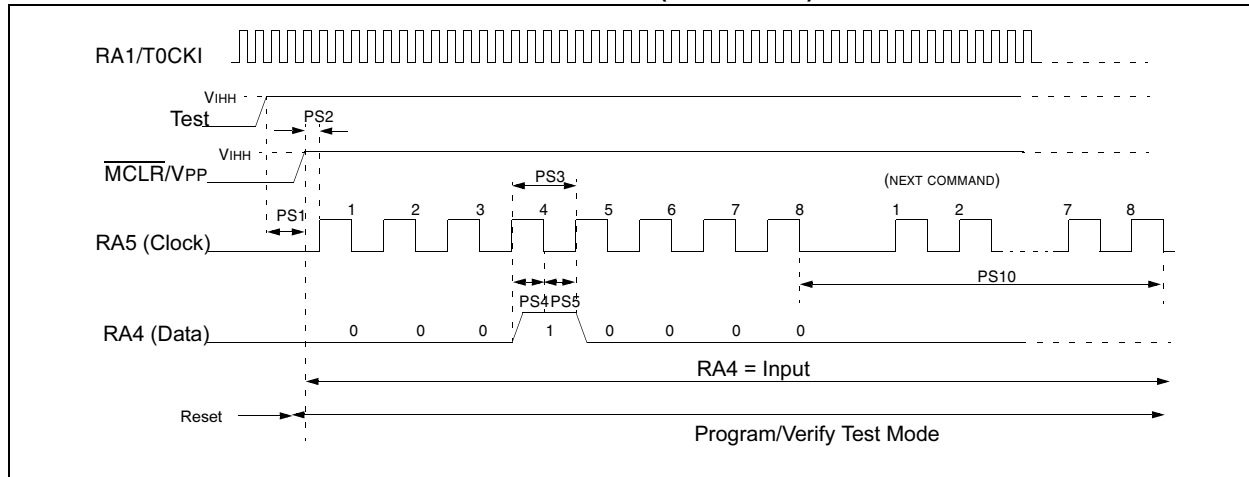 RA1/T0CKI
VIHH
Test
PS2
VIHH
MCLR/VPP
PS3
(NEXT COMMAND)
PS1
1 2 3 4 5 6 7 8 1 2 7 8
RA5 (Clock)
PS10
PS4 PS5
RA4 (Data)
0 0 0 1 0 0 0 0
RA4 = Input
Reset
Program/Verify Test Mode